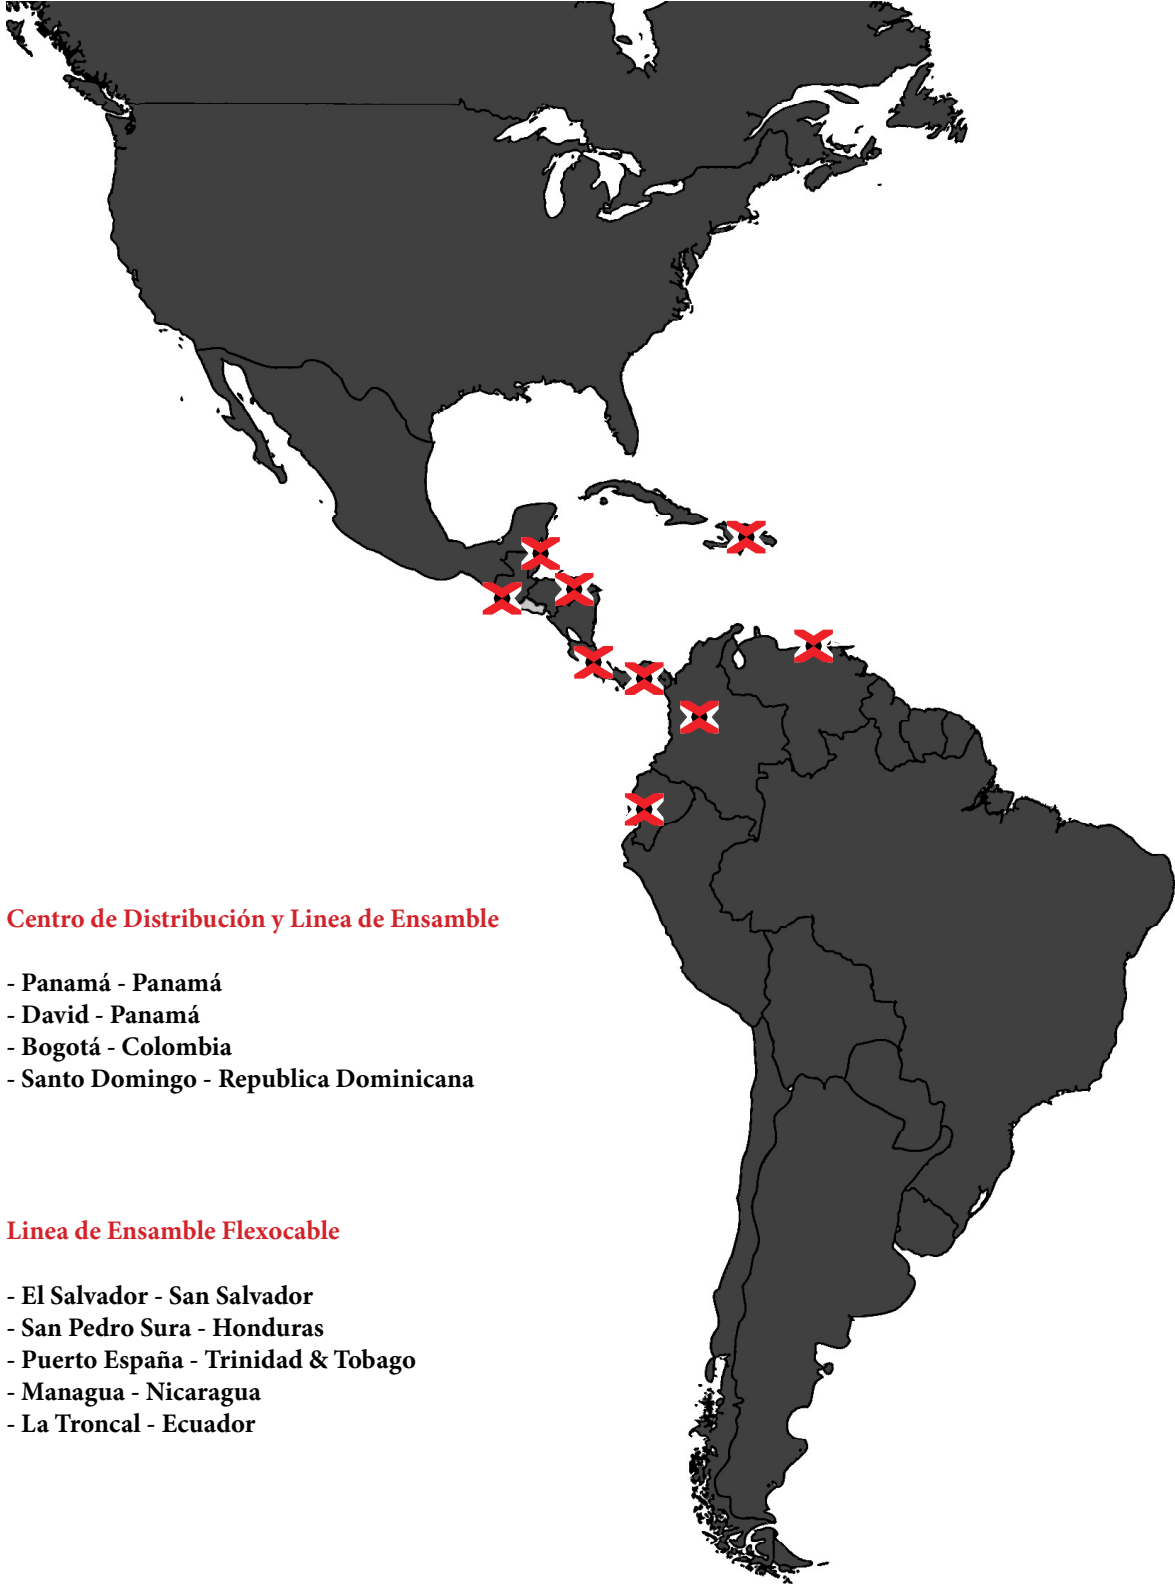 Centro de Distribución y Linea de Ensamble
- Panamá - Panamá
- David - Panamá
- Bogotá - Colombia
- Santo Domingo - Republica Dominicana
Linea de Ensamble Flexocable
- El Salvador - San Salvador
- San Pedro Sura - Honduras
- Puerto España - Trinidad & Tobago
- Managua - Nicaragua
- La Troncal - Ecuador